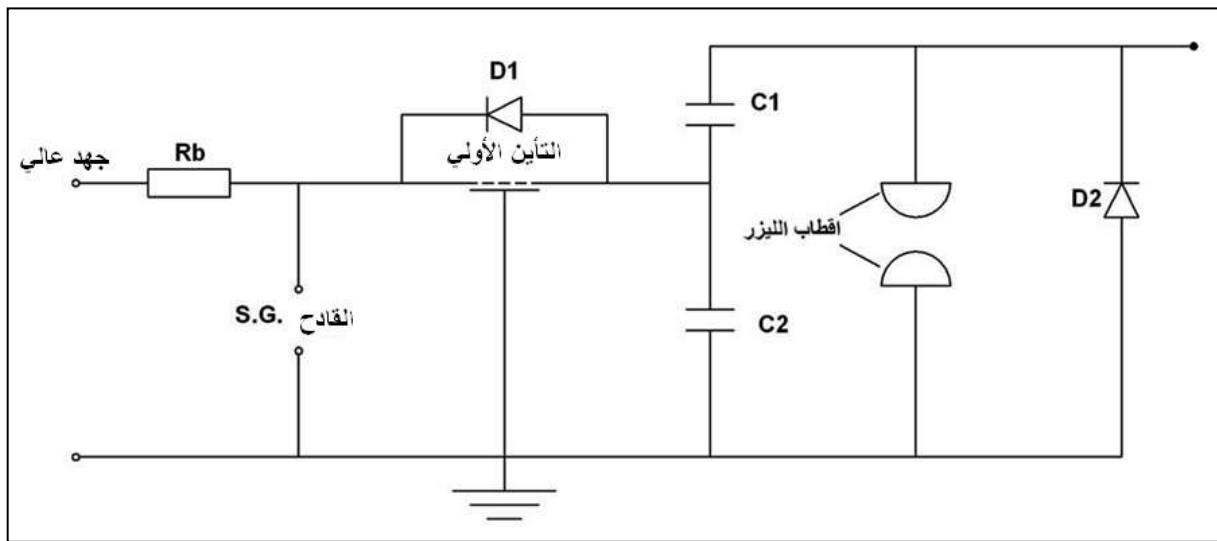 D1
C1
التأين الأولي
جهد عالي
Rb
D2
اقطاب الليزر
S.G. القادح
C2